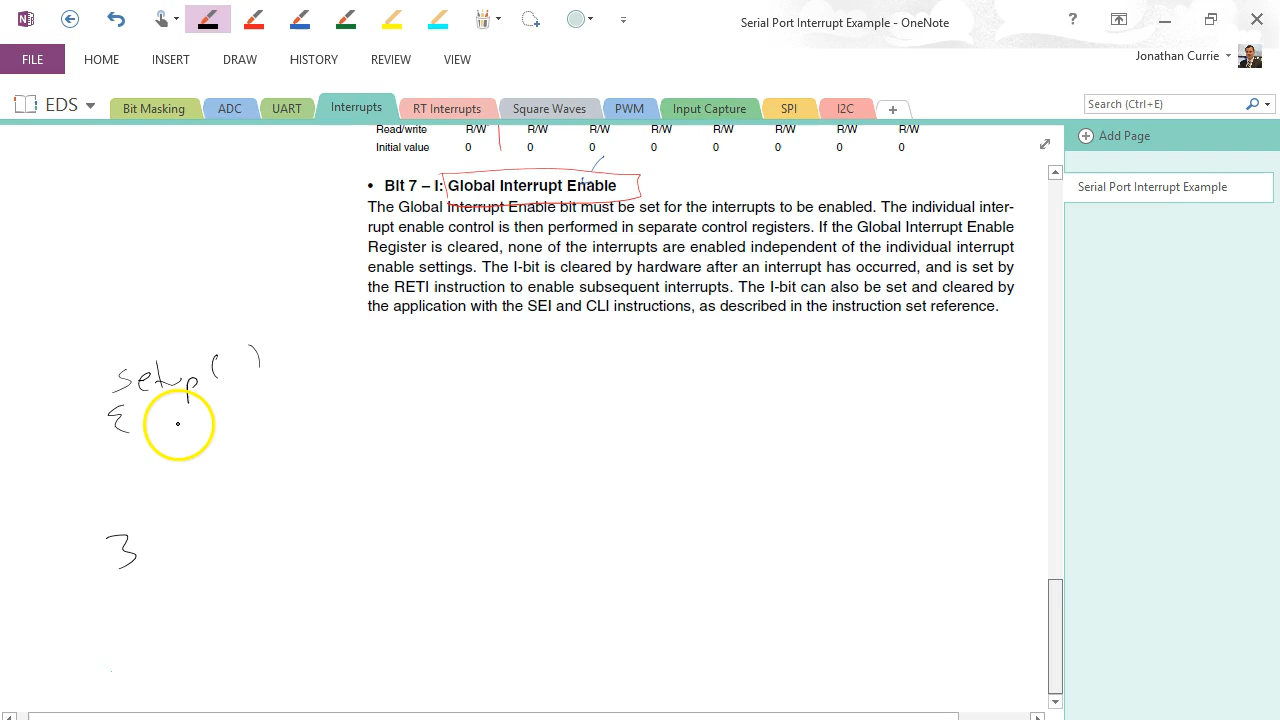 Serial Port Interrupt Example - OneNote
FILE HOME INSERT DRAW HISTORY REVIEW VIEW
Jonathan Currie
EDS Bit Masking ADC UART Interrupts RT Interrupts Square Waves PWM Input Capture SPI I2C
Search (Ctrl+E)
Add Page
Serial Port Interrupt Example
Read/write R/W R/W R/W R/W R/W R/W R/W R/W
Initial value 0 0 0 0 0 0 0 0
• Bit 7 – I: Global Interrupt Enable
The Global Interrupt Enable bit must be set for the interrupts to be enabled. The individual inter-
rupt enable control is then performed in separate control registers. If the Global Interrupt Enable
Register is cleared, none of the interrupts are enabled independent of the individual interrupt
enable settings. The I-bit is cleared by hardware after an interrupt has occurred, and is set by
the RETI instruction to enable subsequent interrupts. The I-bit can also be set and cleared by
the application with the SEI and CLI instructions, as described in the instruction set reference.
setup( )
{
}